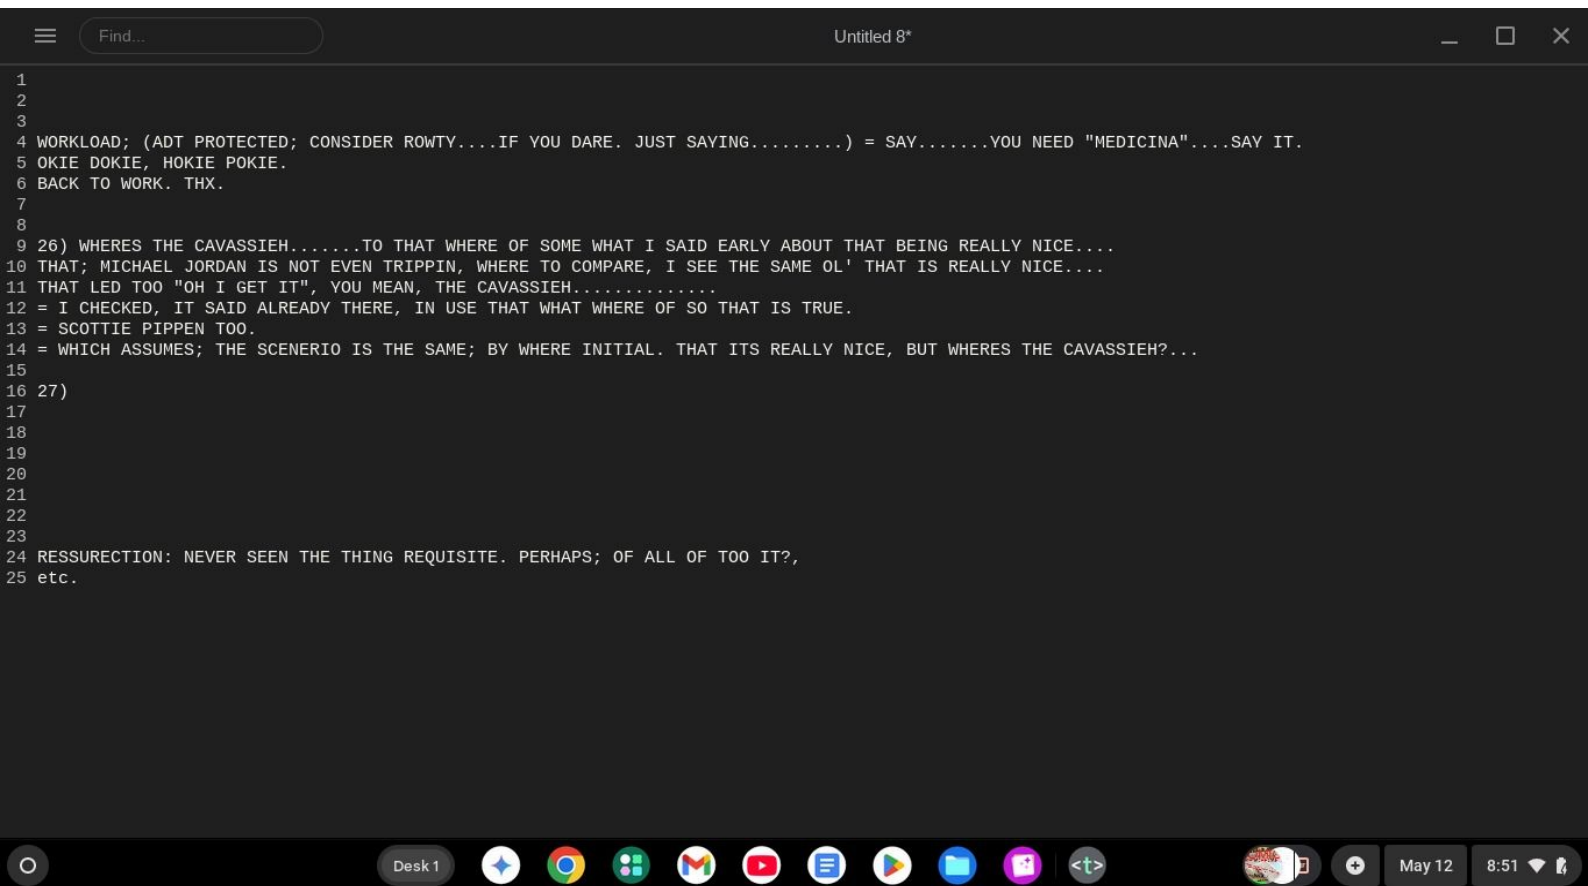 Find...
Untitled 8*
1
2
3
4 WORKLOAD; (ADT PROTECTED; CONSIDER ROWTY....IF YOU DARE. JUST SAYING.........) = SAY.......YOU NEED "MEDICINA"....SAY IT.
5 OKIE DOKIE, HOKIE POKIE.
6 BACK TO WORK. THX.
7
8
9 26) WHERES THE CAVASSIEH.......TO THAT WHERE OF SOME WHAT I SAID EARLY ABOUT THAT BEING REALLY NICE....
10 THAT; MICHAEL JORDAN IS NOT EVEN TRIPPIN, WHERE TO COMPARE, I SEE THE SAME OL' THAT IS REALLY NICE....
11 THAT LED TOO "OH I GET IT", YOU MEAN, THE CAVASSIEH..............
12 = I CHECKED, IT SAID ALREADY THERE, IN USE THAT WHAT WHERE OF SO THAT IS TRUE.
13 = SCOTTIE PIPPEN TOO.
14 = WHICH ASSUMES; THE SCENERIO IS THE SAME; BY WHERE INITIAL. THAT ITS REALLY NICE, BUT WHERES THE CAVASSIEH?...
15
16 27)
17
18
19
20
21
22
23
24 RESSURECTION: NEVER SEEN THE THING REQUISITE. PERHAPS; OF ALL OF TOO IT?,
25 etc.
Desk 1
<t>
May 12
8:51